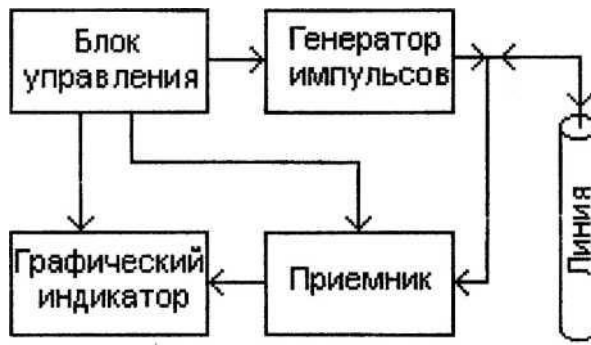 Блок
управления
Генератор
импульсов
Графический
индикатор
Приемник
Линия